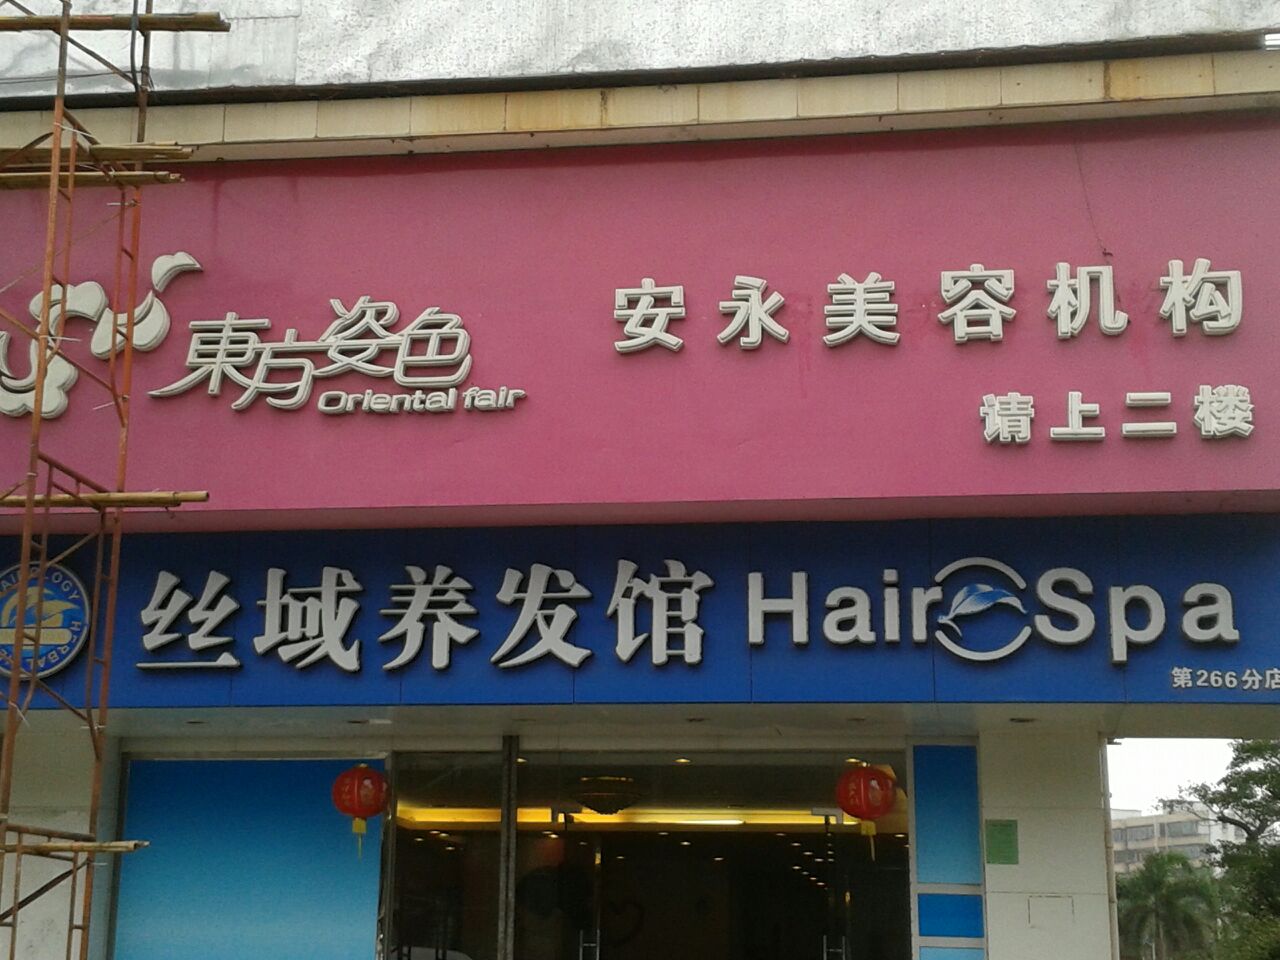 東方姿色
Oriental fair
安永美容机构
请上二楼
丝域养发馆 Hair Spa
第266分店